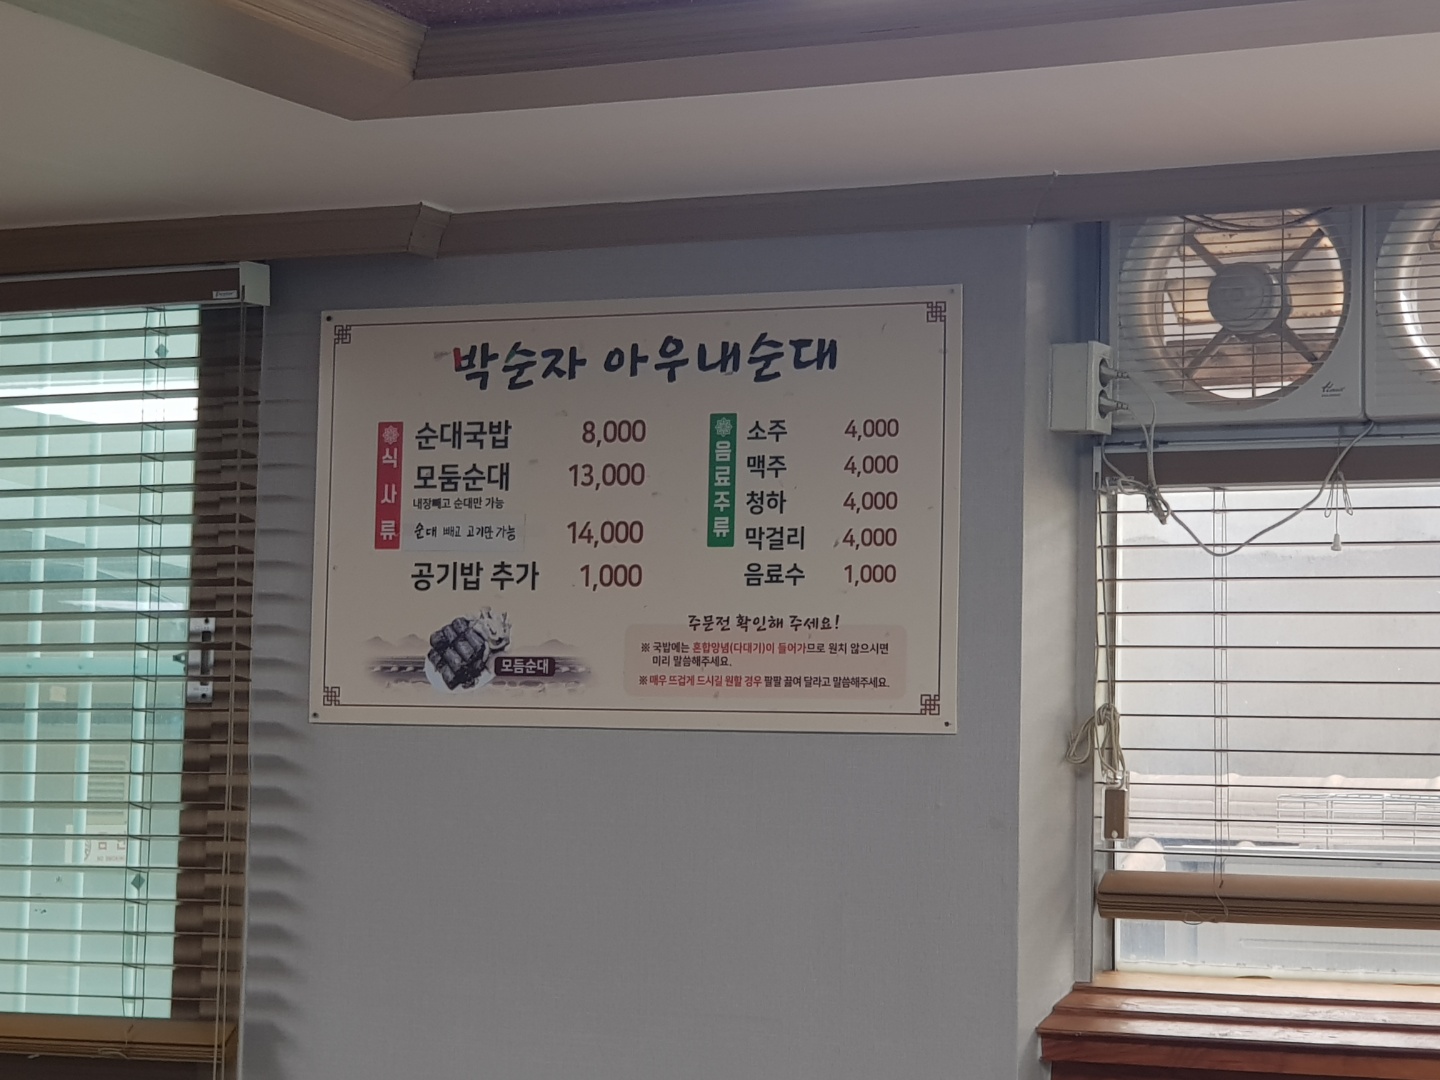 박순자 아우내순대
식사류
순대국밥 8,000
모둠순대 13,000
내장빼고 순대만 가능
순대 빼고 고기만 가능 14,000
공기밥 추가 1,000
음료주류
소주 4,000
맥주 4,000
청하 4,000
막걸리 4,000
음료수 1,000
모듬순대
주문전 확인해 주세요!
※ 국밥에는 혼합양념(다대기)이 들어가므로 원치 않으시면
미리 말씀해주세요.
※ 매우 뜨겁게 드시길 원할 경우 팔팔 끓여 달라고 말씀해주세요.